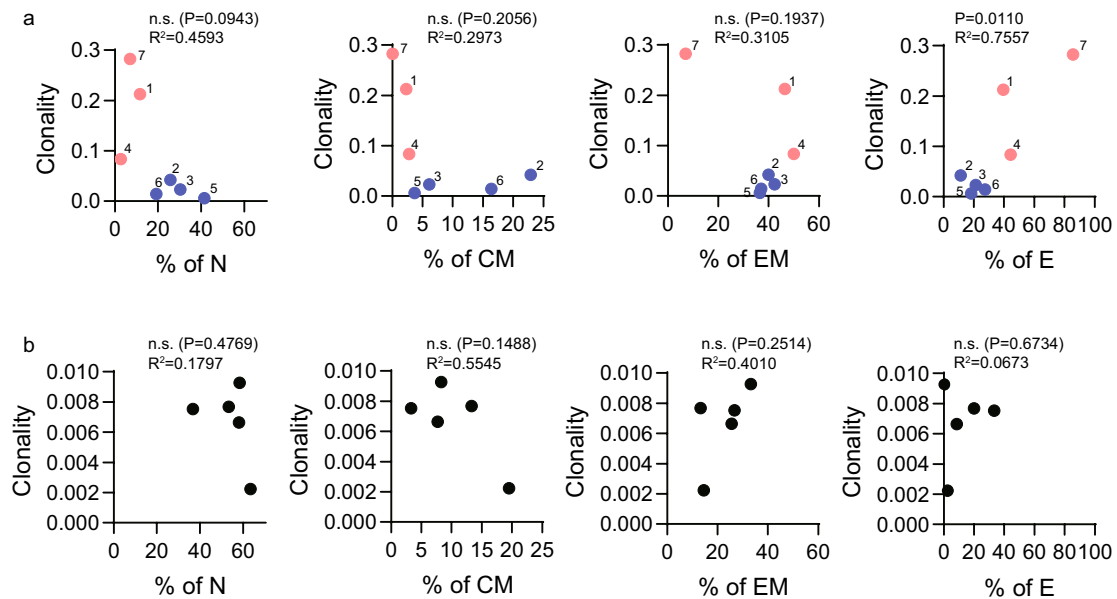 a
n.s. (P=0.0943)
R²=0.4593
Clonality
0.3
0.2
0.1
0.0
7
1
4
2
3
6
5
0 20 40 60
% of N
n.s. (P=0.2056)
R²=0.2973
Clonality
0.3
0.2
0.1
0.0
7
1
4
2
3
6
5
0 5 10 15 20 25
% of CM
n.s. (P=0.1937)
R²=0.3105
Clonality
0.3
0.2
0.1
0.0
7
1
4
2
6
3
5
0 20 40 60
% of EM
P=0.0110
R²=0.7557
Clonality
0.3
0.2
0.1
0.0
7
1
4
2
3
5
6
0 20 40 60 80 100
% of E
b
n.s. (P=0.4769)
R²=0.1797
Clonality
0.010
0.008
0.006
0.004
0.002
0.000
0 20 40 60
% of N
n.s. (P=0.1488)
R²=0.5545
Clonality
0.010
0.008
0.006
0.004
0.002
0.000
0 5 10 15 20 25
% of CM
n.s. (P=0.2514)
R²=0.4010
Clonality
0.010
0.008
0.006
0.004
0.002
0.000
0 20 40 60
% of EM
n.s. (P=0.6734)
R²=0.0673
Clonality
0.010
0.008
0.006
0.004
0.002
0.000
0 20 40 60 80 100
% of E